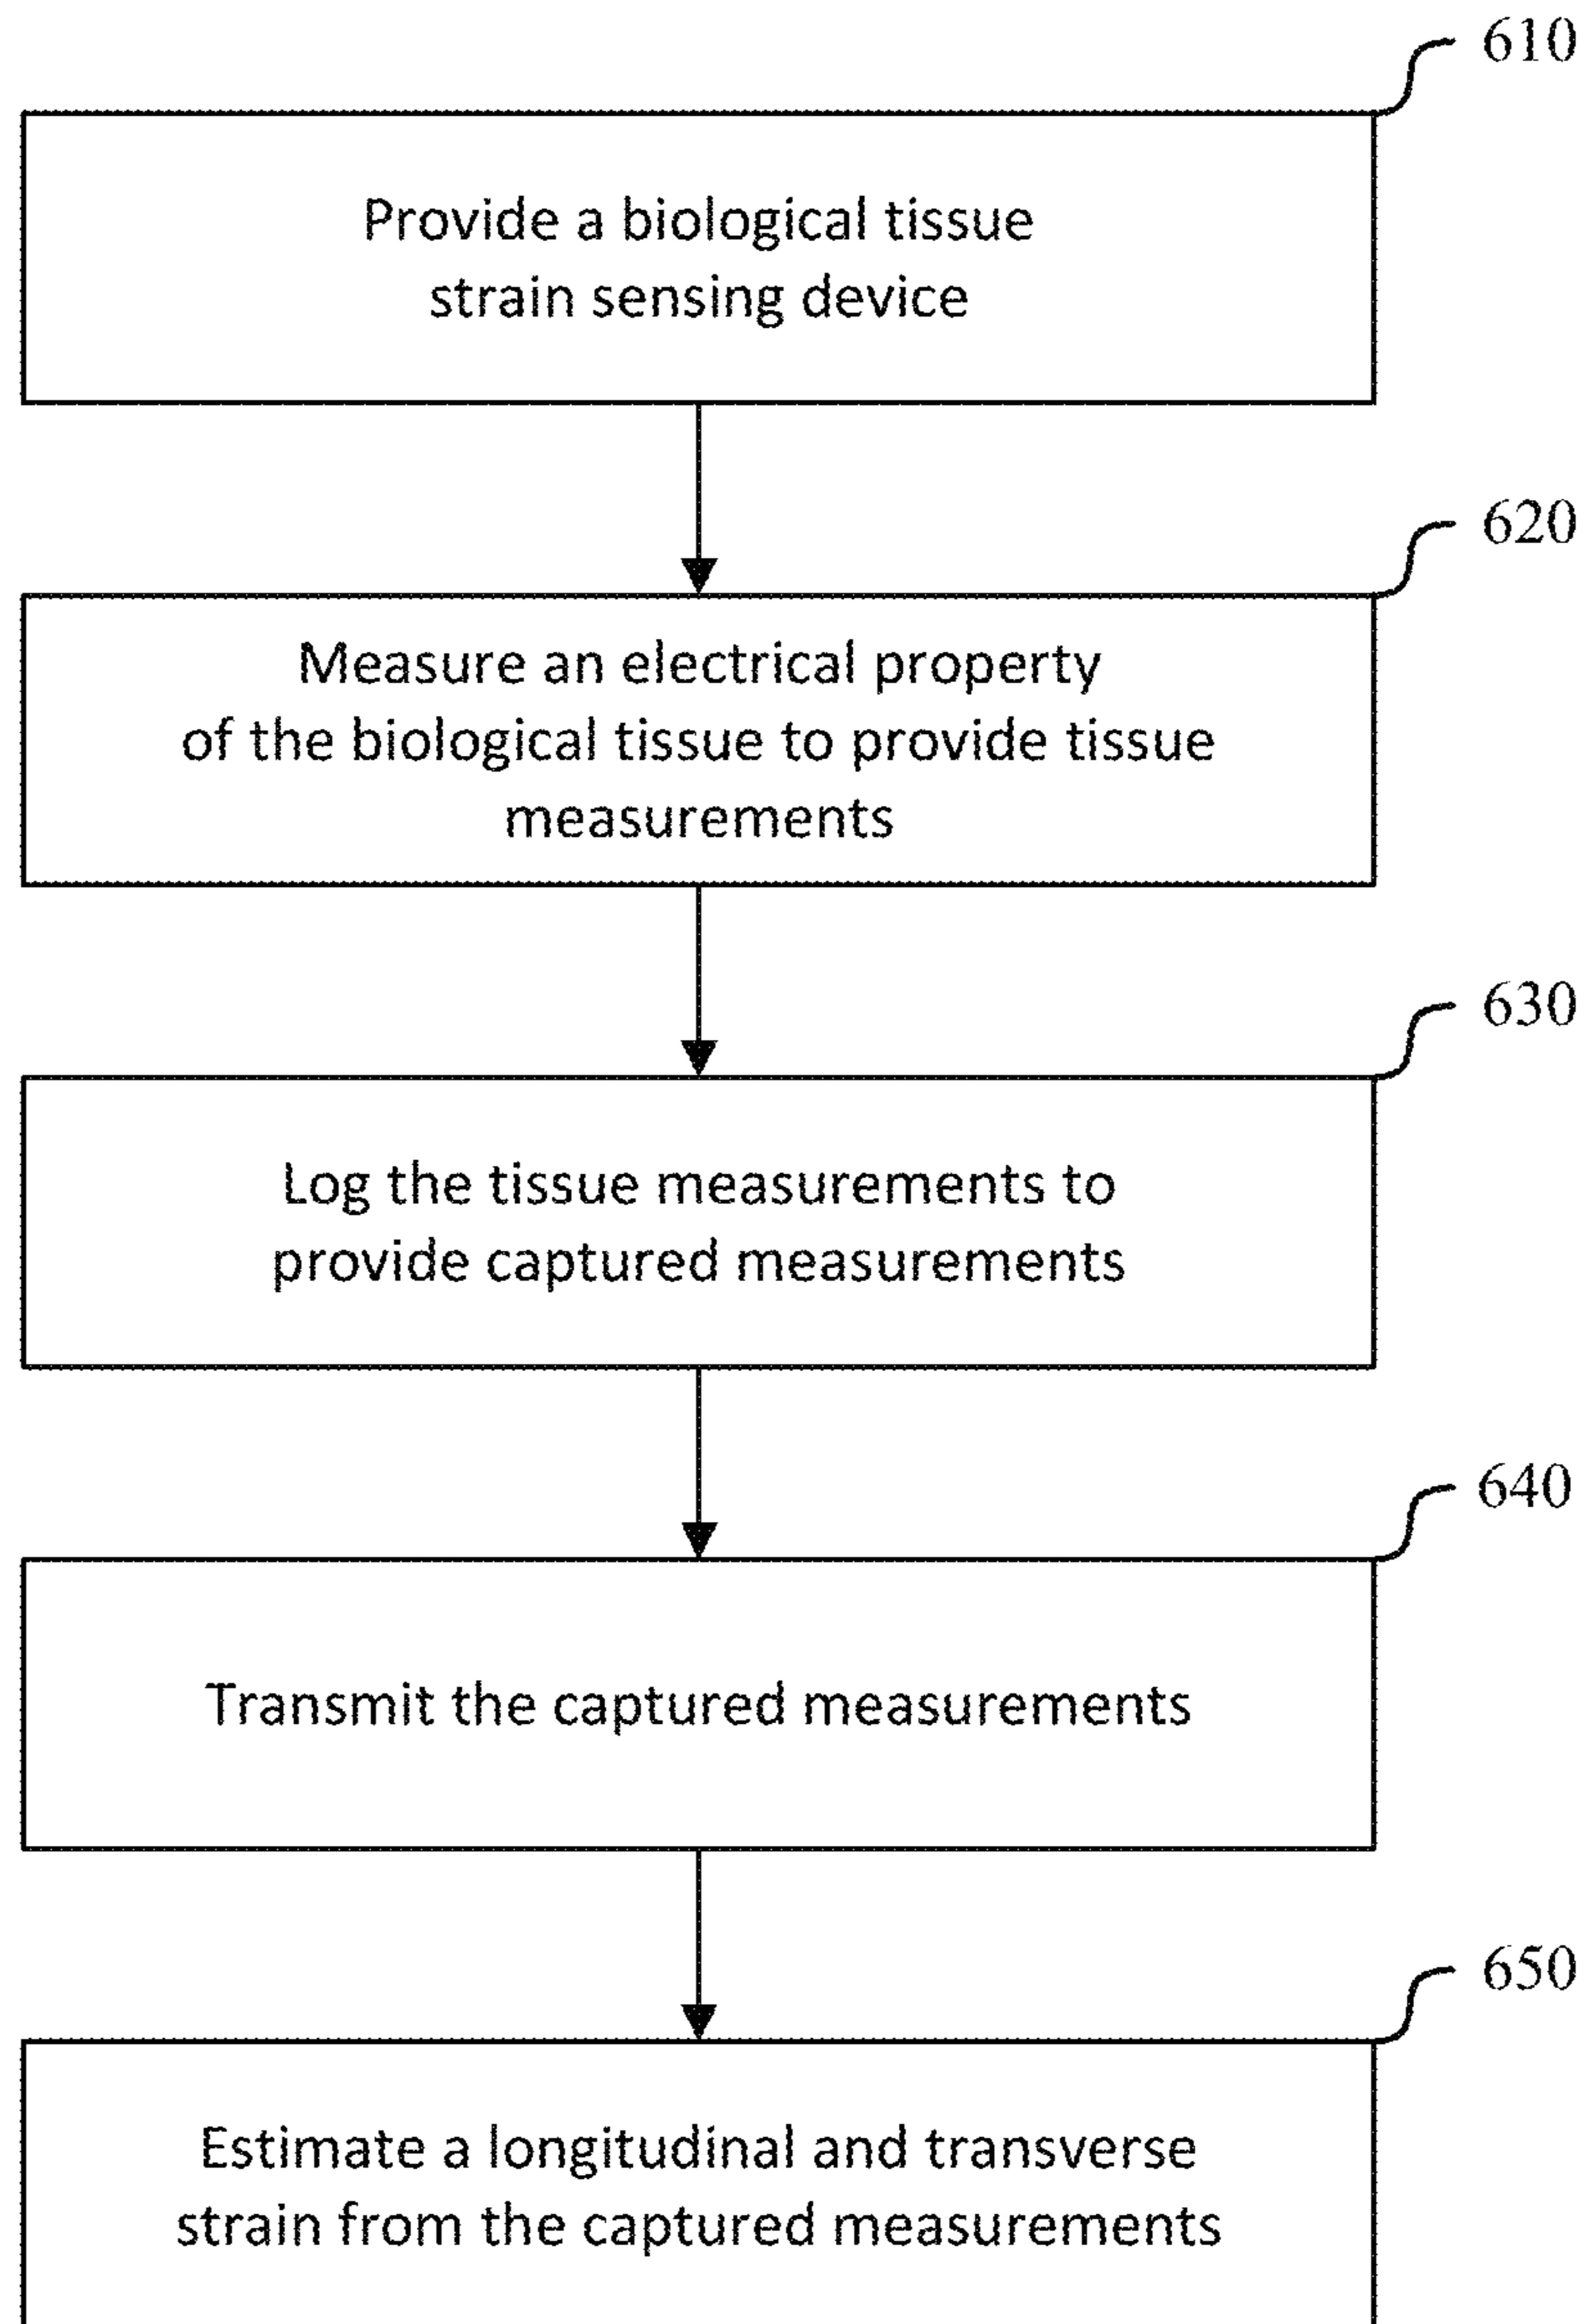 610
Provide a biological tissue
strain sensing device
620
Measure an electrical property
of the biological tissue to provide tissue
measurements
630
Log the tissue measurements to
provide captured measurements
640
Transmit the captured measurements
650
Estimate a longitudinal and transverse
strain from the captured measurements